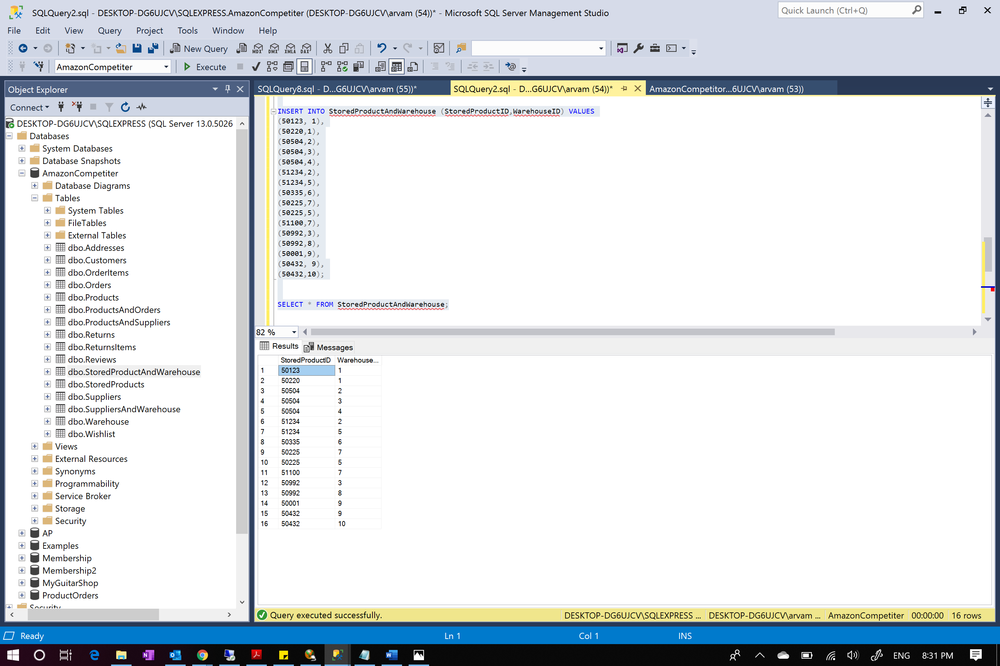 SQLQuery2.sql - DESKTOP-DG6UJCV\SQLEXPRESS.AmazonCompetiter (DESKTOP-DG6UJCV\arvam (54))* - Microsoft SQL Server Management Studio
Quick Launch (Ctrl+Q)
File Edit View Query Project Tools Window Help
New Query MDX DMX XMLA DAX
AmazonCompetiter Execute
Object Explorer
SQLQuery8.sql - D...G6UJCV\arvam (55))* SQLQuery2.sql - D...G6UJCV\arvam (54))* AmazonCompetitor...6UJCV\arvam (53))
Connect
DESKTOP-DG6UJCV\SQLEXPRESS (SQL Server 13.0.5026
Databases
System Databases
Database Snapshots
AmazonCompetiter
Database Diagrams
Tables
System Tables
FileTables
External Tables
dbo.Addresses
dbo.Customers
dbo.OrderItems
dbo.Orders
dbo.Products
dbo.ProductsAndOrders
dbo.ProductsAndSuppliers
dbo.Returns
dbo.ReturnsItems
dbo.Reviews
dbo.StoredProductAndWarehouse
dbo.StoredProducts
dbo.Suppliers
dbo.SuppliersAndWarehouse
dbo.Warehouse
dbo.Wishlist
Views
External Resources
Synonyms
Programmability
Service Broker
Storage
Security
AP
Examples
Membership
Membership2
MyGuitarShop
ProductOrders
Security
INSERT INTO StoredProductAndWarehouse (StoredProductID,WarehouseID) VALUES
(50123, 1),
(50220,1),
(50504,2),
(50504,3),
(50504,4),
(51234,2),
(51234,5),
(50335,6),
(50225,7),
(50225,5),
(51100,7),
(50992,3),
(50992,8),
(50001,9),
(50432, 9),
(50432,10);
SELECT * FROM StoredProductAndWarehouse;
82 %
Results Messages
StoredProductID Warehouse...
1 50123 1
2 50220 1
3 50504 2
4 50504 3
5 50504 4
6 51234 2
7 51234 5
8 50335 6
9 50225 7
10 50225 5
11 51100 7
12 50992 3
13 50992 8
14 50001 9
15 50432 9
16 50432 10
Query executed successfully. DESKTOP-DG6UJCV\SQLEXPRESS ... DESKTOP-DG6UJCV\arvam ... AmazonCompetiter 00:00:00 16 rows
Ready Ln 1 Col 1 INS
ENG 8:31 PM